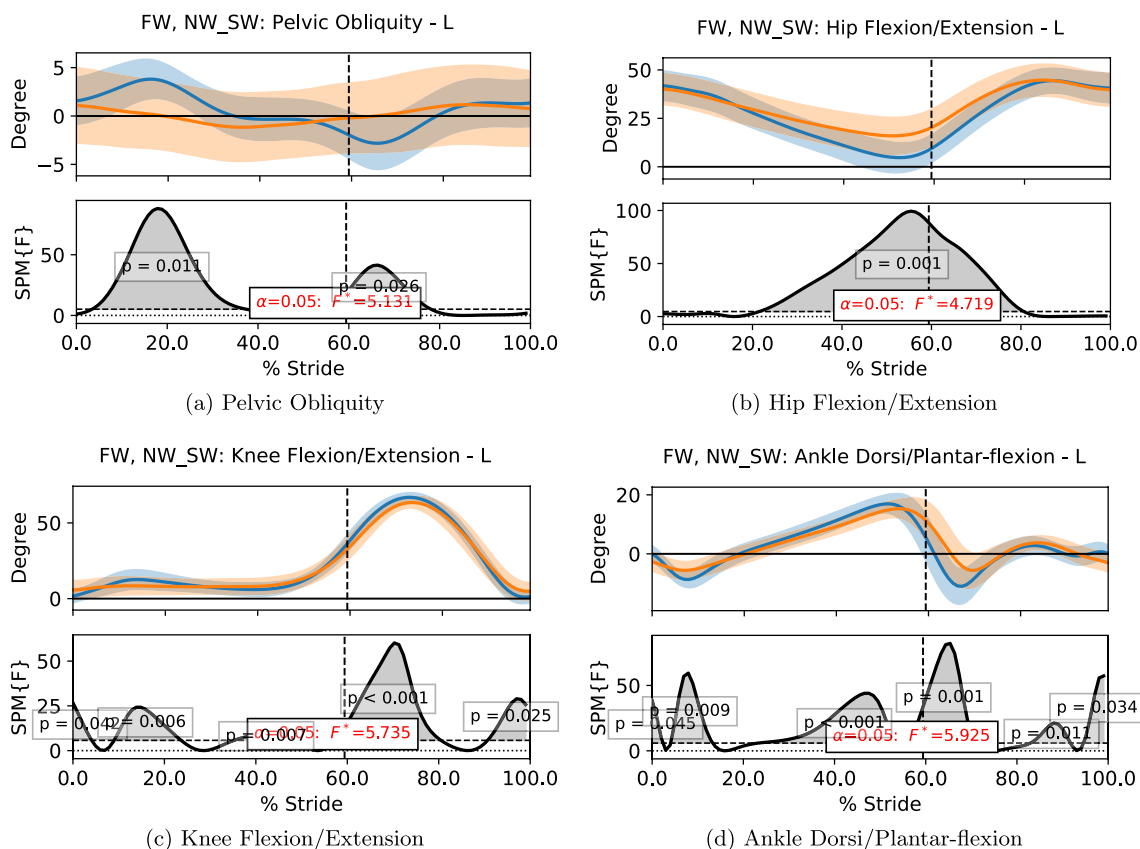 FW, NW_SW: Pelvic Obliquity - L
5
0
−5
Degree
50
0
SPM{F}
p = 0.011
p = 0.026
α=0.05: F*=5.131
0.0 20.0 40.0 60.0 80.0 100.0
% Stride
(a) Pelvic Obliquity
FW, NW_SW: Hip Flexion/Extension - L
50
25
0
Degree
100
50
0
SPM{F}
p = 0.001
α=0.05: F*=4.719
0.0 20.0 40.0 60.0 80.0 100.0
% Stride
(b) Hip Flexion/Extension
FW, NW_SW: Knee Flexion/Extension - L
50
0
Degree
50
25
0
SPM{F}
p = 0.006
p = 0.007
p < 0.001
p = 0.025
α=0.05: F*=5.735
0.0 20.0 40.0 60.0 80.0 100.0
% Stride
(c) Knee Flexion/Extension
FW, NW_SW: Ankle Dorsi/Plantar-flexion - L
20
0
Degree
50
0
SPM{F}
p = 0.045
p = 0.009
p < 0.001
p = 0.001
p = 0.011
p = 0.034
α=0.05: F*=5.925
0.0 20.0 40.0 60.0 80.0 100.0
% Stride
(d) Ankle Dorsi/Plantar-flexion